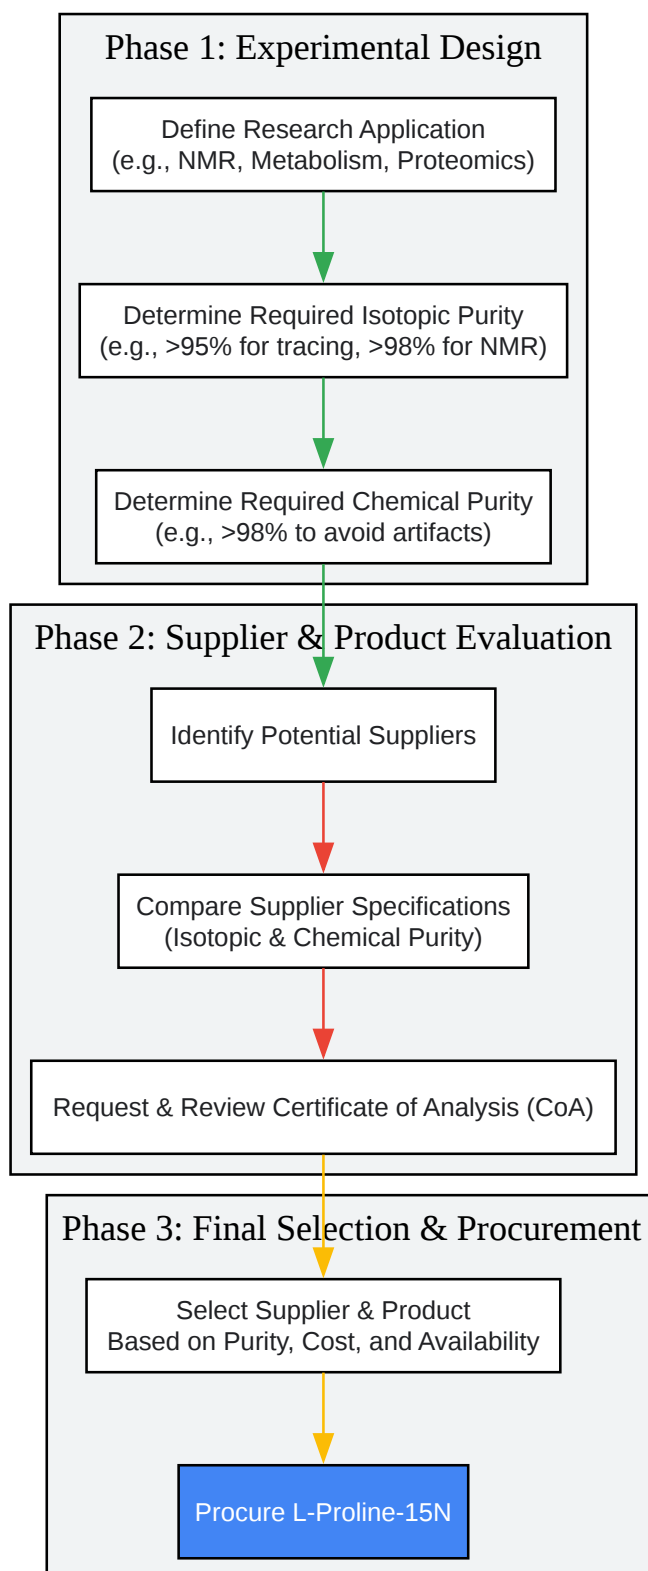 Phase 1: Experimental Design
Define Research Application
(e.g., NMR, Metabolism, Proteomics)
Determine Required Isotopic Purity
(e.g., >95% for tracing, >98% for NMR)
Determine Required Chemical Purity
(e.g., >98% to avoid artifacts)
Phase 2: Supplier & Product Evaluation
Identify Potential Suppliers
Compare Supplier Specifications
(Isotopic & Chemical Purity)
Request & Review Certificate of Analysis (CoA)
Phase 3: Final Selection & Procurement
Select Supplier & Product
Based on Purity, Cost, and Availability
Procure L-Proline-15N